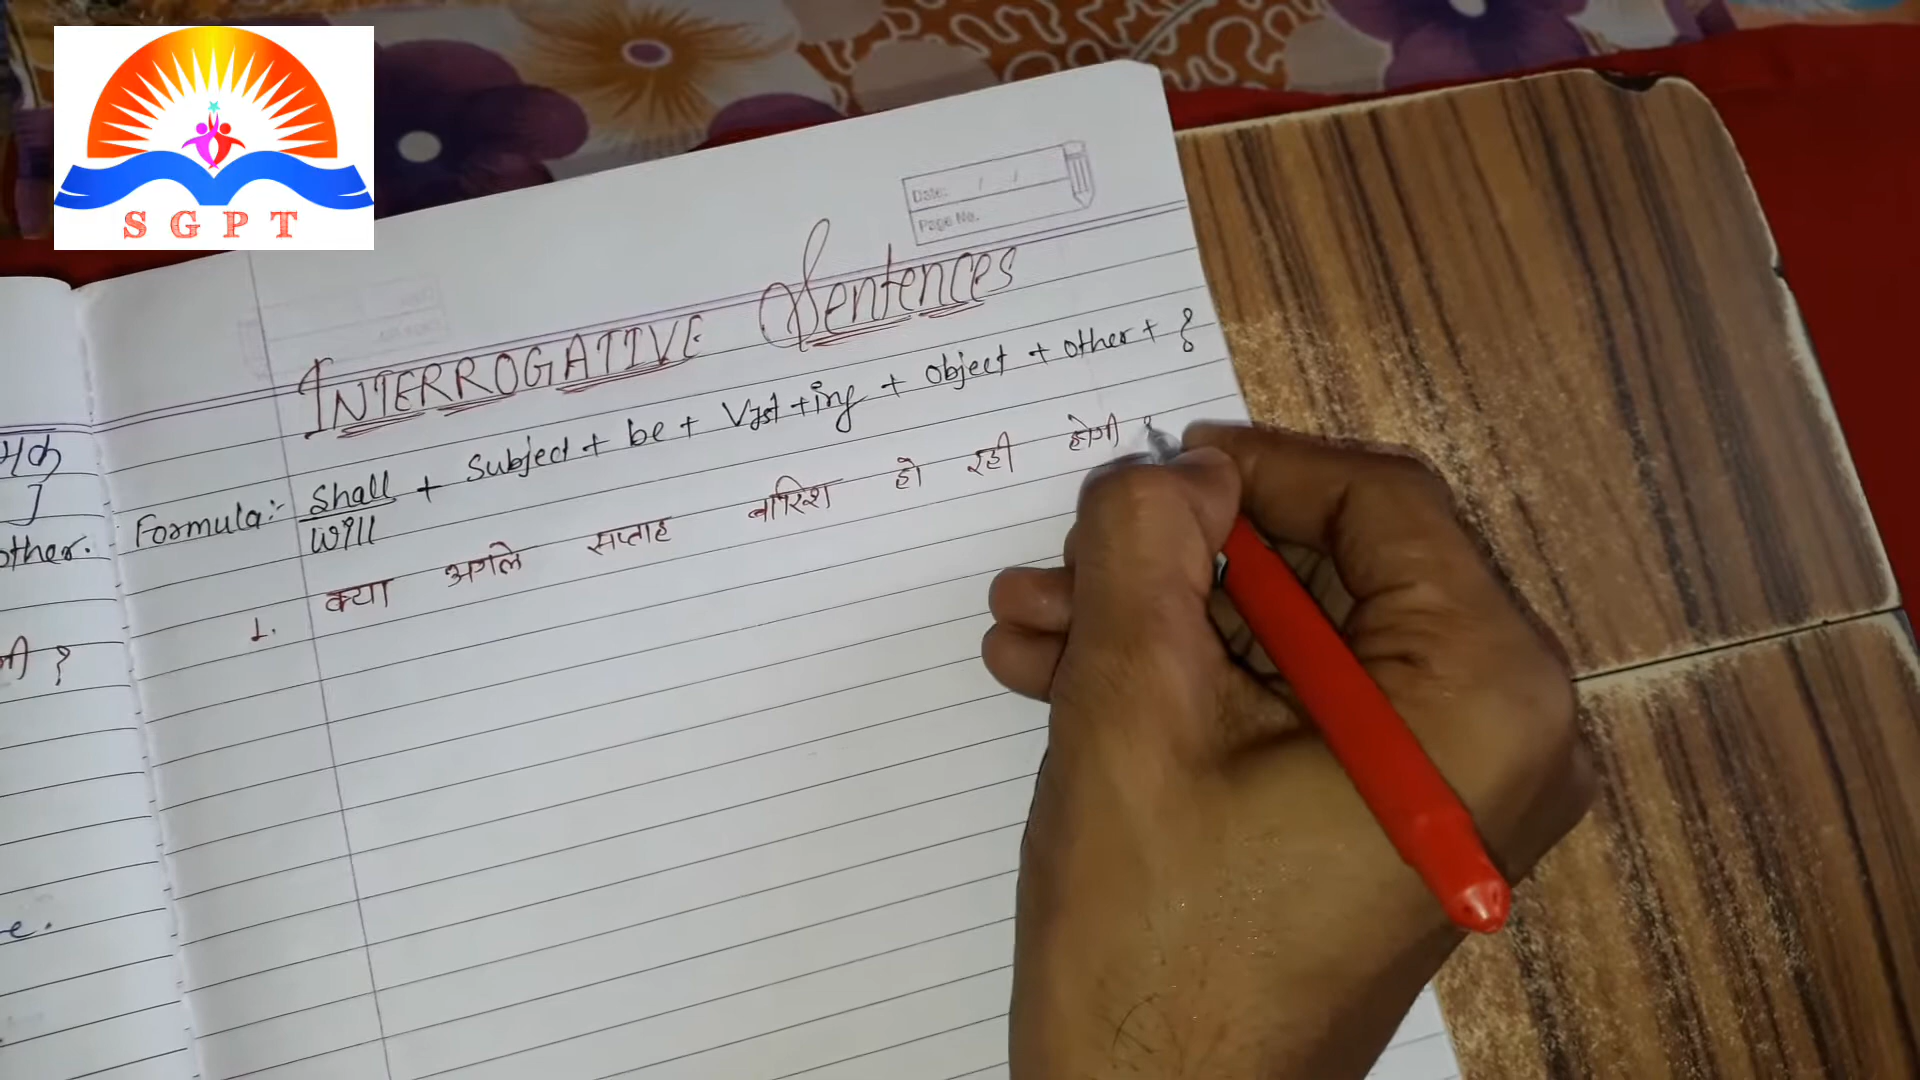 SGPT
Date: / /
Page No.
INTERROGATIVE Sentences
Formula:- Shall / Will + Subject + be + V1st + ing + object + other + ?
1. क्या अगले सप्ताह बारिश हो रही होगी ?
other.
?
e.